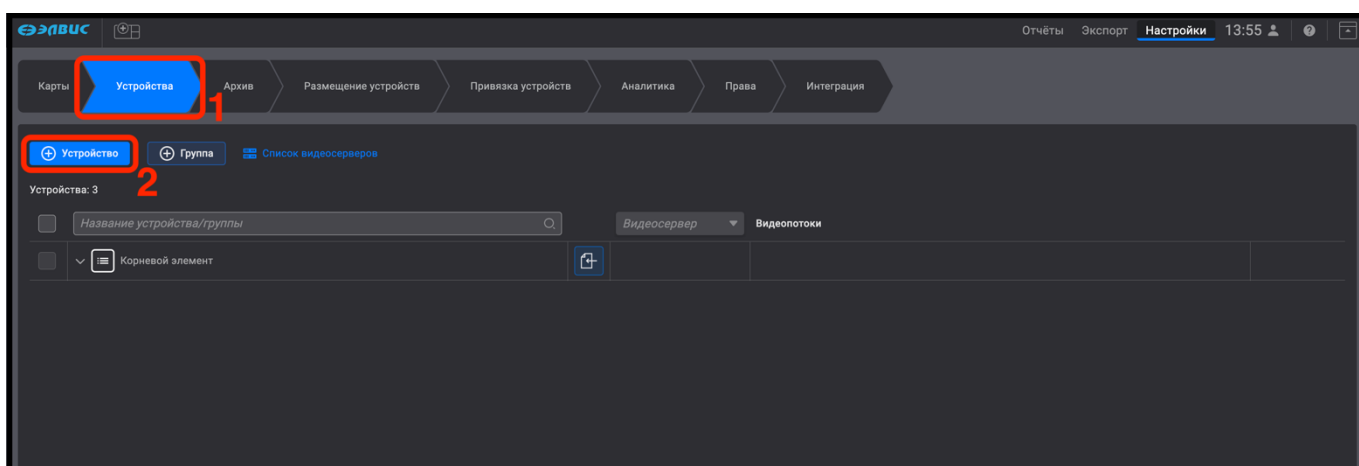 ЭЛВИС Отчёты Экспорт Настройки 13:55
Карты Устройства Архив Размещение устройств Привязка устройств Аналитика Права Интеграция
1
Устройство Группа Список видеосерверов
2
Устройства: 3
Название устройства/группы Видеосервер Видеопотоки
Корневой элемент